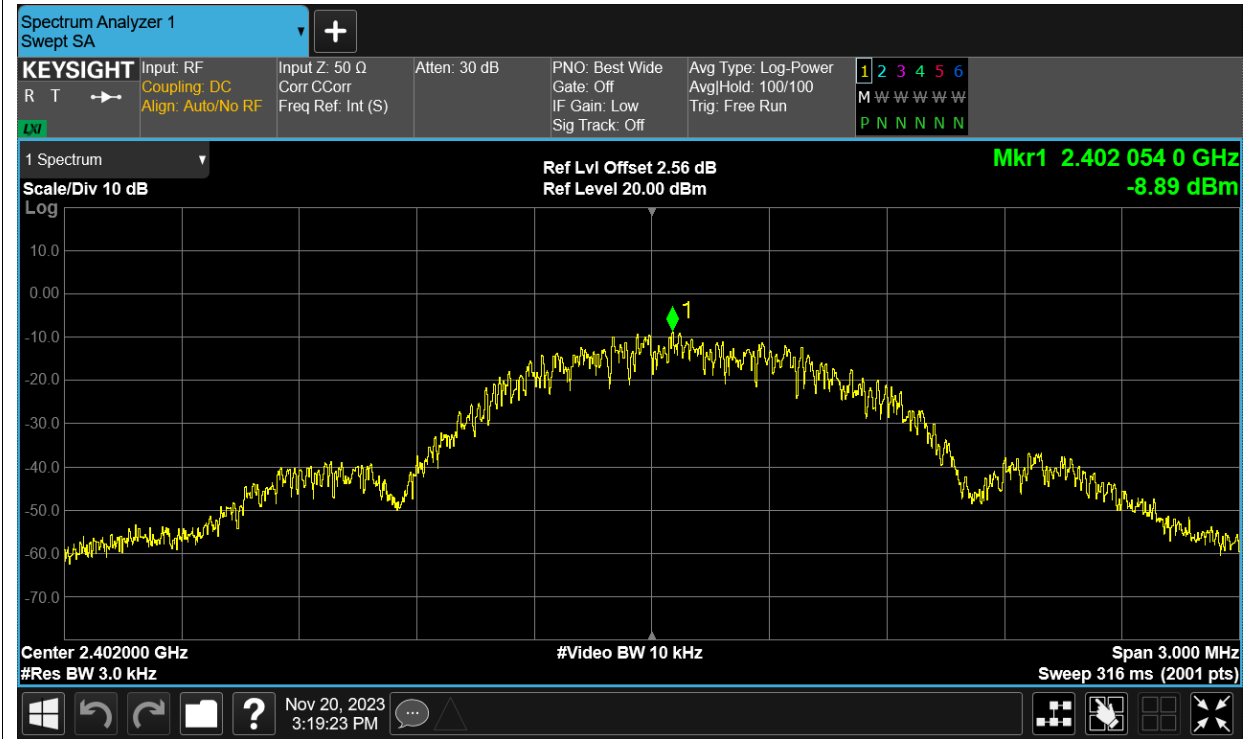 Spectrum Analyzer 1
Swept SA
KEYSIGHT
R T
LXI
Input: RF
Coupling: DC
Align: Auto/No RF
Input Z: 50 Ω
Corr CCorr
Freq Ref: Int (S)
Atten: 30 dB
PNO: Best Wide
Gate: Off
IF Gain: Low
Sig Track: Off
Avg Type: Log-Power
Avg|Hold: 100/100
Trig: Free Run
1 2 3 4 5 6
M W W W W W
P N N N N N
1 Spectrum
Scale/Div 10 dB
Ref Lvl Offset 2.56 dB
Ref Level 20.00 dBm
Mkr1 2.402 054 0 GHz
-8.89 dBm
Log
10.0
0.00
-10.0
-20.0
-30.0
-40.0
-50.0
-60.0
-70.0
1
Center 2.402000 GHz
#Res BW 3.0 kHz
#Video BW 10 kHz
Span 3.000 MHz
Sweep 316 ms (2001 pts)
?
Nov 20, 2023
3:19:23 PM